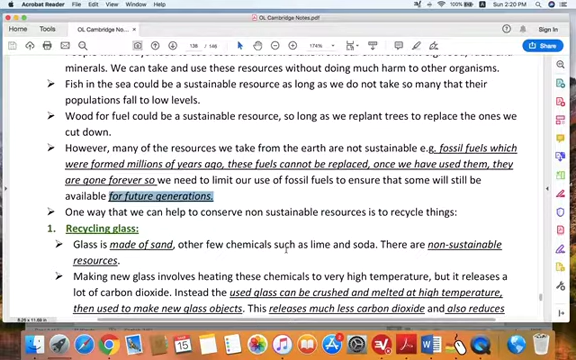 Acrobat Reader File Edit View Window Help
100% Sun 2:20 PM
OL Cambridge Notes.pdf
Home Tools OL Cambridge Not... × Sign In
138 / 146 174% Share
minerals. We can take and use these resources without doing much harm to other organisms.
Fish in the sea could be a sustainable resource as long as we do not take so many that their
populations fall to low levels.
Wood for fuel could be a sustainable resource, so long as we replant trees to replace the ones we
cut down.
However, many of the resources we take from the earth are not sustainable e.g. fossil fuels which
were formed millions of years ago, these fuels cannot be replaced, once we have used them, they
are gone forever so we need to limit our use of fossil fuels to ensure that some will still be
available for future generations.
One way that we can help to conserve non sustainable resources is to recycle things:
1. Recycling glass:
Glass is made of sand, other few chemicals such as lime and soda. There are non-sustainable
resources.
Making new glass involves heating these chemicals to very high temperature, but it releases a
lot of carbon dioxide. Instead the used glass can be crushed and melted at high temperature,
then used to make new glass objects. This releases much less carbon dioxide and also reduces
15